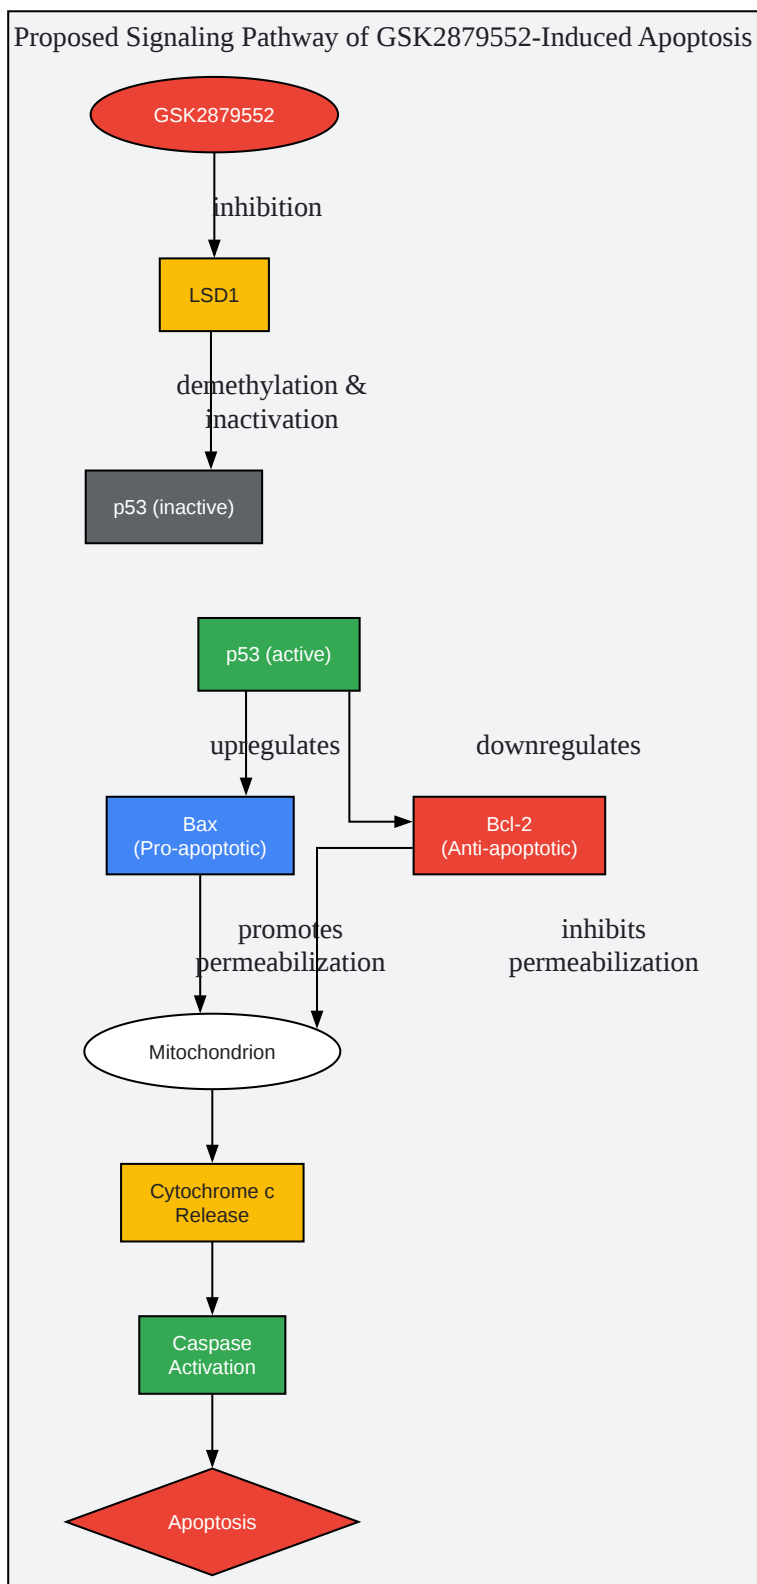 Proposed Signaling Pathway of GSK2879552-Induced Apoptosis
GSK2879552
inhibition
LSD1
demethylation &
inactivation
p53 (inactive)
p53 (active)
upregulates
downregulates
Bax
(Pro-apoptotic)
Bcl-2
(Anti-apoptotic)
promotes
permeabilization
inhibits
permeabilization
Mitochondrion
Cytochrome c
Release
Caspase
Activation
Apoptosis